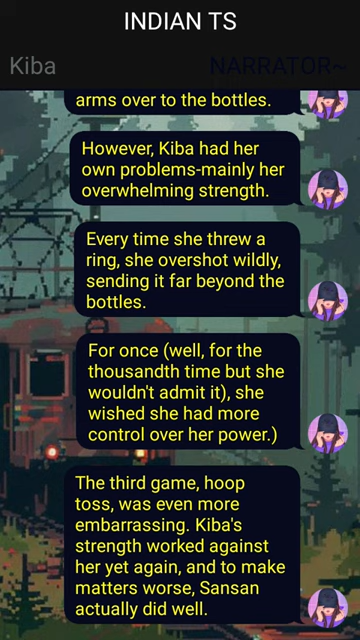 INDIAN TS
Kiba
NARRATOR~
arms over to the bottles.
However, Kiba had her
own problems-mainly her
overwhelming strength.
Every time she threw a
ring, she overshot wildly,
sending it far beyond the
bottles.
For once (well, for the
thousandth time but she
wouldn't admit it), she
wished she had more
control over her power.)
The third game, hoop
toss, was even more
embarrassing. Kiba's
strength worked against
her yet again, and to make
matters worse, Sansan
actually did well.